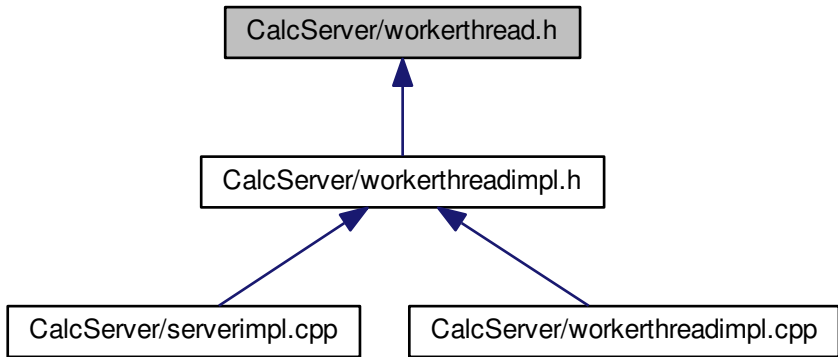 CalcServer/workerthread.h
CalcServer/workerthreadimpl.h
CalcServer/serverimpl.cpp
CalcServer/workerthreadimpl.cpp